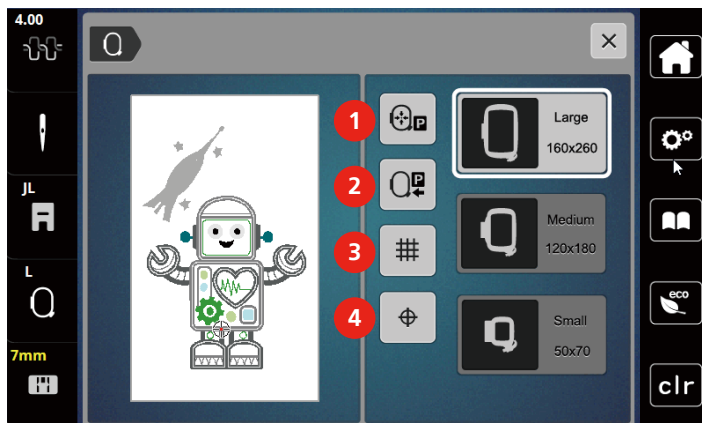 4.00
JL
L
7mm
1
2
3
4
P
P
Large
160x260
Medium
120x180
Small
50x70
eco
clr